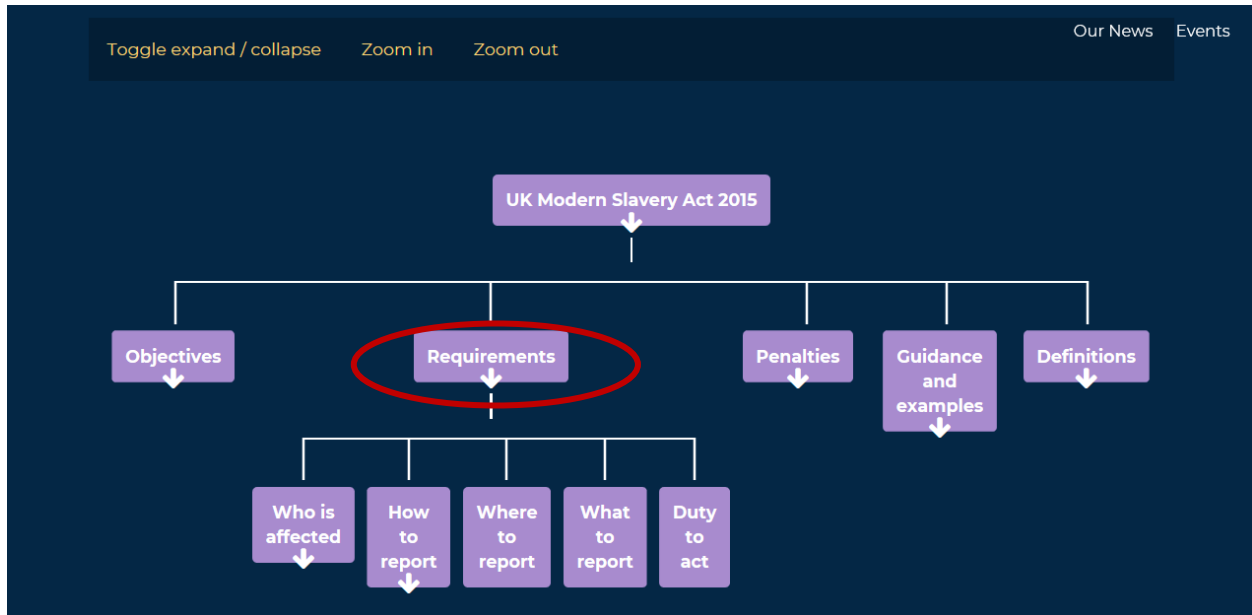 Our News Events
Toggle expand / collapse Zoom in Zoom out
UK Modern Slavery Act 2015
Objectives
Requirements
Penalties
Guidance
and
examples
Definitions
Who is
affected
How
to
report
Where
to
report
What
to
report
Duty
to
act